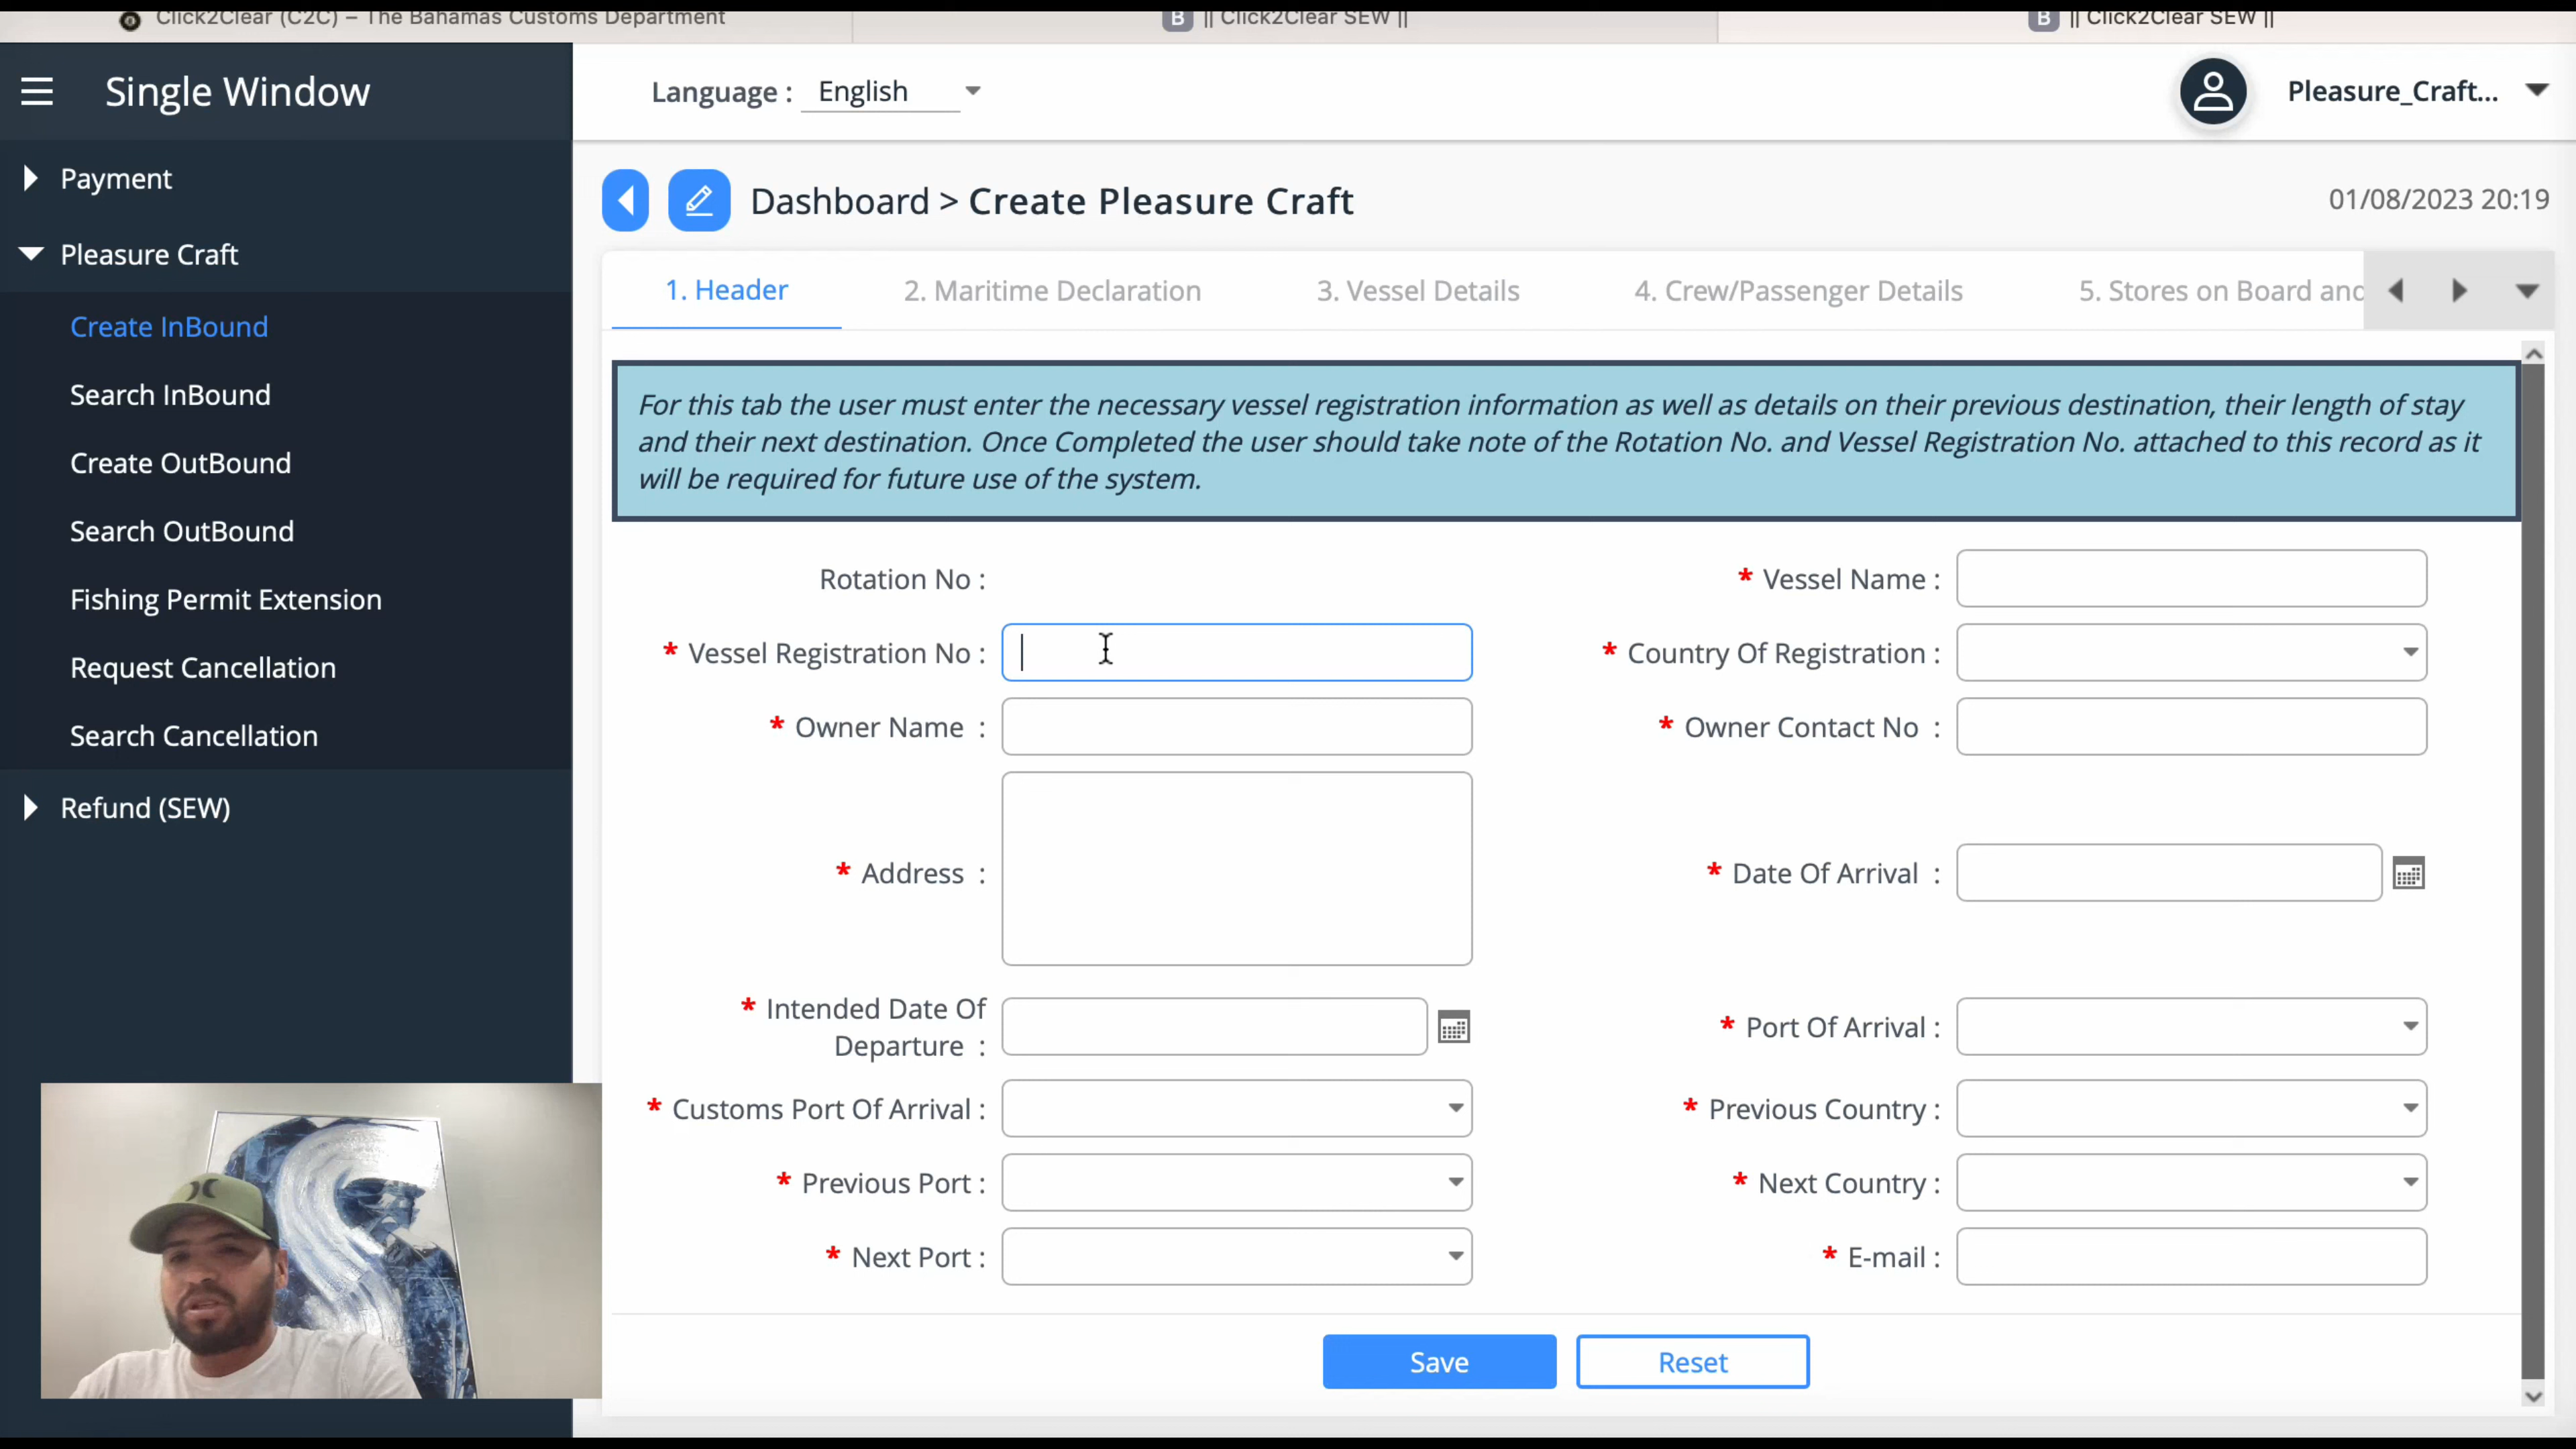 Click2Clear (C2C) – The Bahamas Customs Department
B || Click2Clear SEW ||
B || Click2Clear SEW ||
Single Window
Language : English
Pleasure_Craft...
Payment
Pleasure Craft
Create InBound
Search InBound
Create OutBound
Search OutBound
Fishing Permit Extension
Request Cancellation
Search Cancellation
Refund (SEW)
Dashboard > Create Pleasure Craft
01/08/2023 20:19
1. Header
2. Maritime Declaration
3. Vessel Details
4. Crew/Passenger Details
5. Stores on Board and
For this tab the user must enter the necessary vessel registration information as well as details on their previous destination, their length of stay
and their next destination. Once Completed the user should take note of the Rotation No. and Vessel Registration No. attached to this record as it
will be required for future use of the system.
Rotation No :
* Vessel Name :
* Vessel Registration No :
* Country Of Registration :
* Owner Name :
* Owner Contact No :
* Address :
* Date Of Arrival :
* Intended Date Of
Departure :
* Port Of Arrival :
* Customs Port Of Arrival :
* Previous Country :
* Previous Port :
* Next Country :
* Next Port :
* E-mail :
Save
Reset